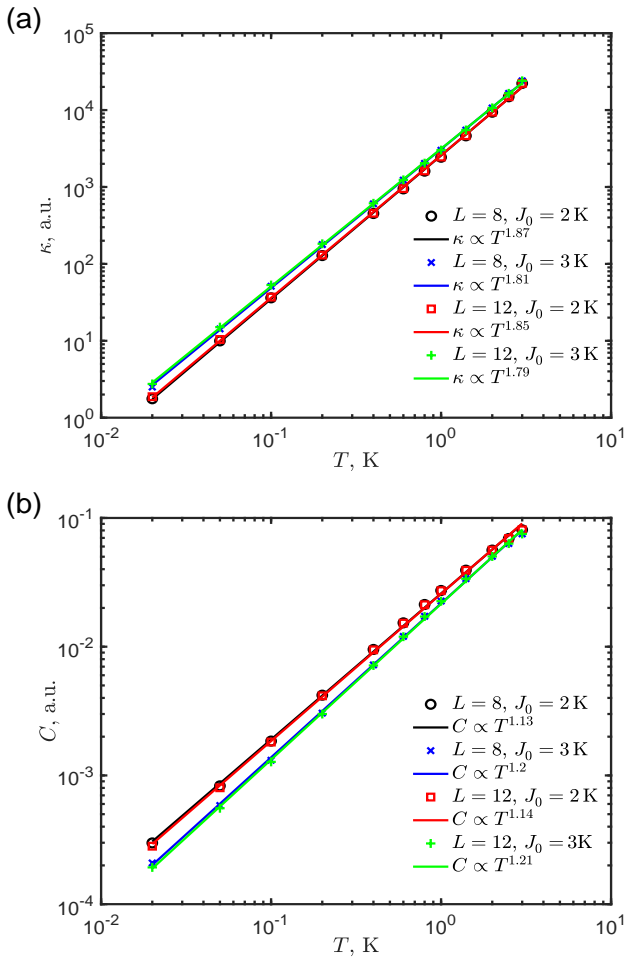 (a)
10^5
10^4
10^3
10^2
10^1
10^0
κ, a.u.
L = 8, J_0 = 2 K
κ ∝ T^1.87
L = 8, J_0 = 3 K
κ ∝ T^1.81
L = 12, J_0 = 2 K
κ ∝ T^1.85
L = 12, J_0 = 3 K
κ ∝ T^1.79
10^-2 10^-1 10^0 10^1
T, K
(b)
10^-1
10^-2
10^-3
10^-4
C, a.u.
L = 8, J_0 = 2 K
C ∝ T^1.13
L = 8, J_0 = 3 K
C ∝ T^1.2
L = 12, J_0 = 2K
C ∝ T^1.14
L = 12, J_0 = 3K
C ∝ T^1.21
10^-2 10^-1 10^0 10^1
T, K